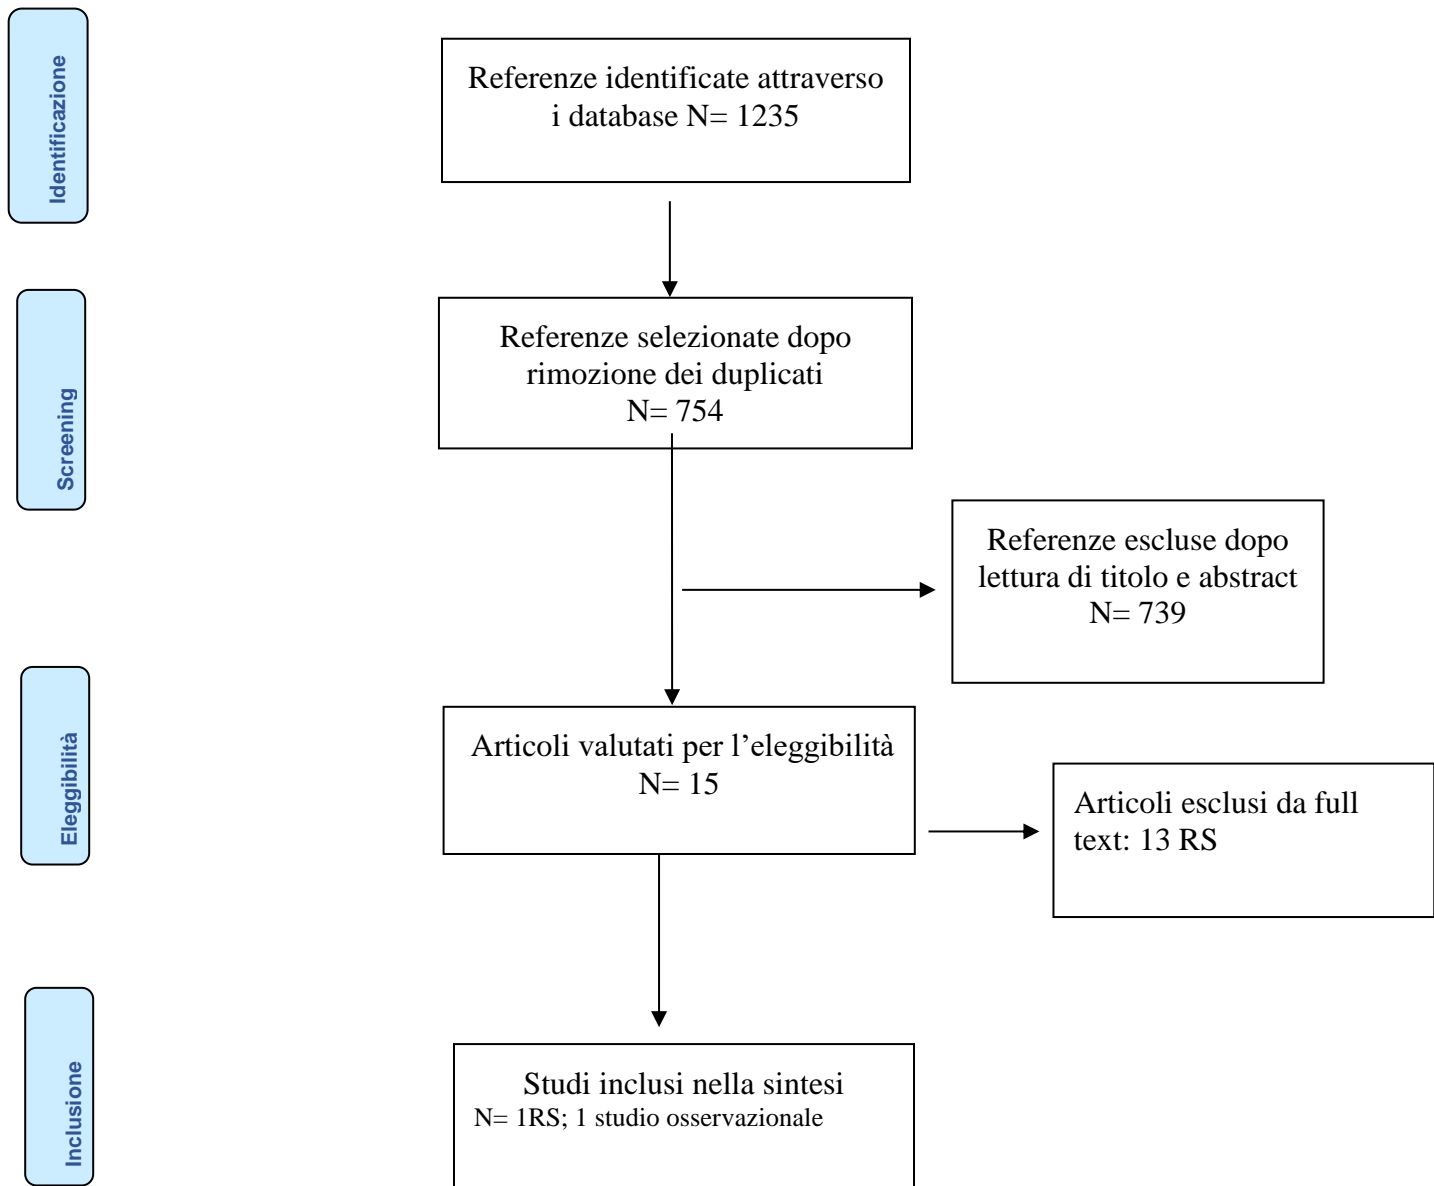 Identificazione
Referenze identificate attraverso
i database N= 1235
Screening
Referenze selezionate dopo
rimozione dei duplicati
N= 754
Referenze escluse dopo
lettura di titolo e abstract
N= 739
Eleggibilità
Articoli valutati per l’eleggibilità
N= 15
Articoli esclusi da full
text: 13 RS
Inclusione
Studi inclusi nella sintesi
N= 1RS; 1 studio osservazionale